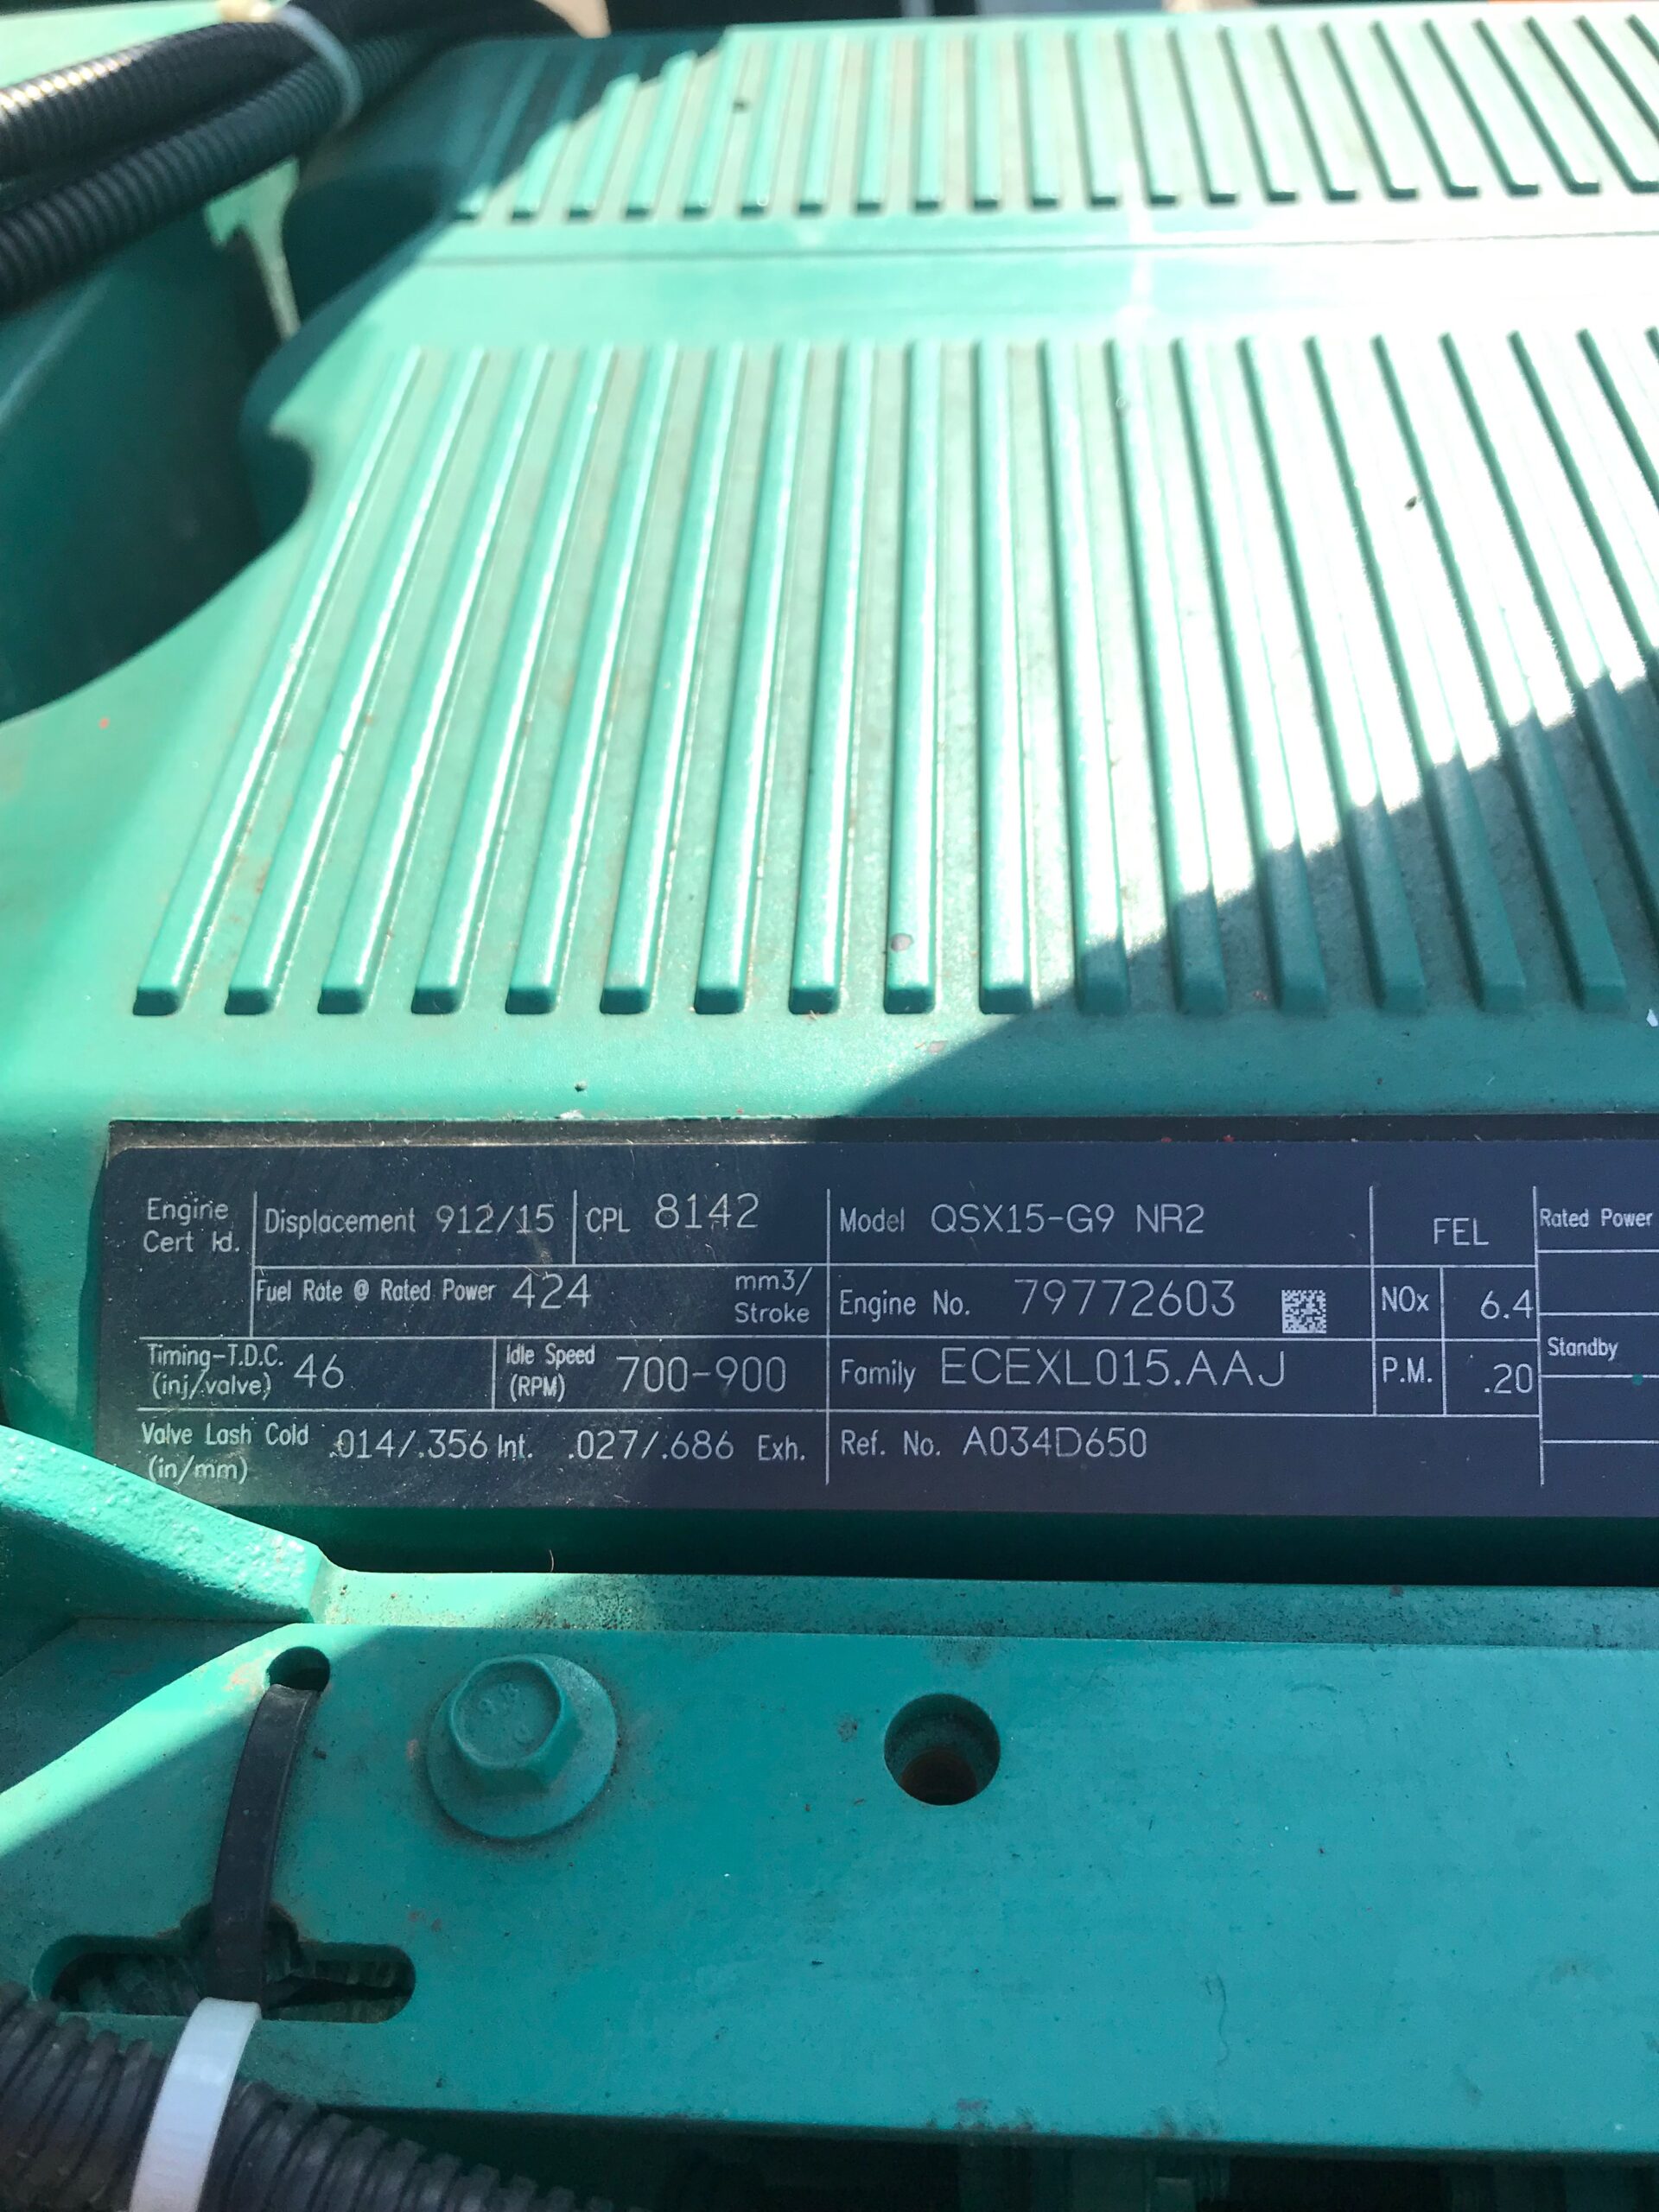 Engine
Cert Id.
Displacement 912/15
CPL 8142
Model QSX15-G9 NR2
FEL
Rated Power
Fuel Rate @ Rated Power 424 mm3/
Stroke
Engine No. 79772603
NOx 6.4
Timing-T.D.C.
(inj/valve) 46
Idle Speed
(RPM) 700-900
Family ECEXL015.AAJ
P.M. .20
Standby
Valve Lash Cold
(in/mm) .014/.356 Int. .027/.686 Exh.
Ref. No. A034D650